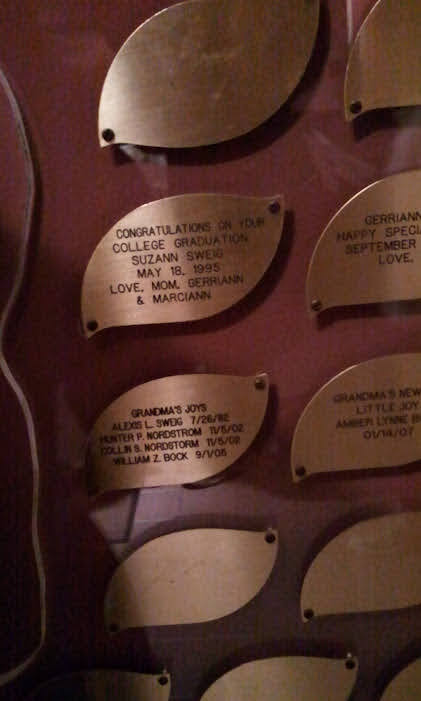 CONGRATULATIONS ON YOUR
COLLEGE GRADUATION
SUZANN SWEIG
MAY 18, 1995
LOVE, MOM, GERRIANN
& MARCIANN
GERRIANN
HAPPY SPECI
SEPTEMBER
LOVE,
GRANDMA'S JOYS
ALEXIS L. SWEIG 7/26/92
HUNTER P. NORDSTROM 11/5/02
COLLIN S. NORDSTORM 11/5/02
WILLIAM Z. BOCK 9/1/05
GRANDMA'S NEW
LITTLE JOY
AMBER LYNNE B
01/14/07